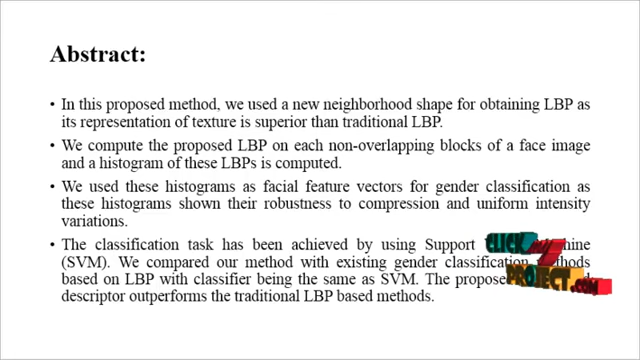 Abstract:
• In this proposed method, we used a new neighborhood shape for obtaining LBP as
its representation of texture is superior than traditional LBP.
• We compute the proposed LBP on each non-overlapping blocks of a face image
and a histogram of these LBPs is computed.
• We used these histograms as facial feature vectors for gender classification as
these histograms shown their robustness to compression and uniform intensity
variations.
• The classification task has been achieved by using Support
(SVM). We compared our method with existing gender classification methods
based on LBP with classifier being the same as SVM. The
descriptor outperforms the traditional LBP based methods.
CLICK MY
PROJECT.COM